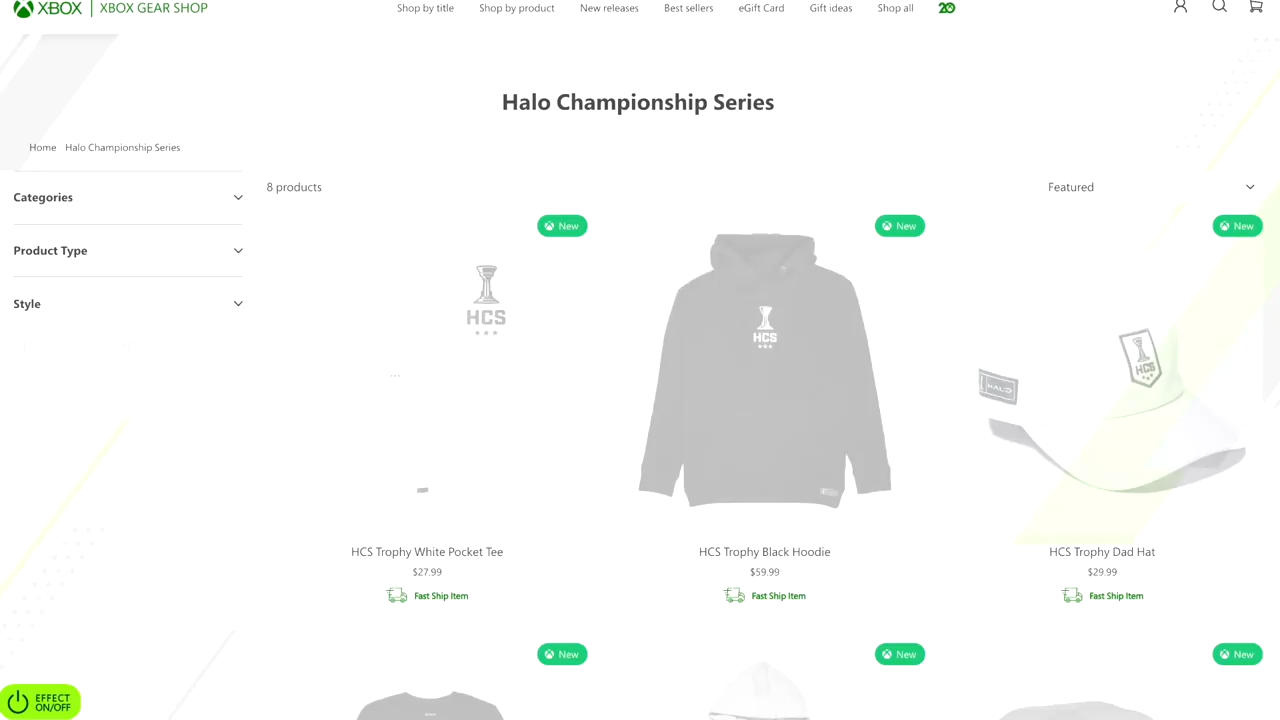 XBOX | XBOX GEAR SHOP
Shop by title
Shop by product
New releases
Best sellers
eGift Card
Gift ideas
Shop all
20
Halo Championship Series
Home Halo Championship Series
Categories
Product Type
Style
8 products
Featured
New
New
New
HCS
HCS
HCS
HALO
HCS Trophy White Pocket Tee
$27.99
Fast Ship Item
HCS Trophy Black Hoodie
$59.99
Fast Ship Item
HCS Trophy Dad Hat
$29.99
Fast Ship Item
New
New
New
EFFECT
ON/OFF